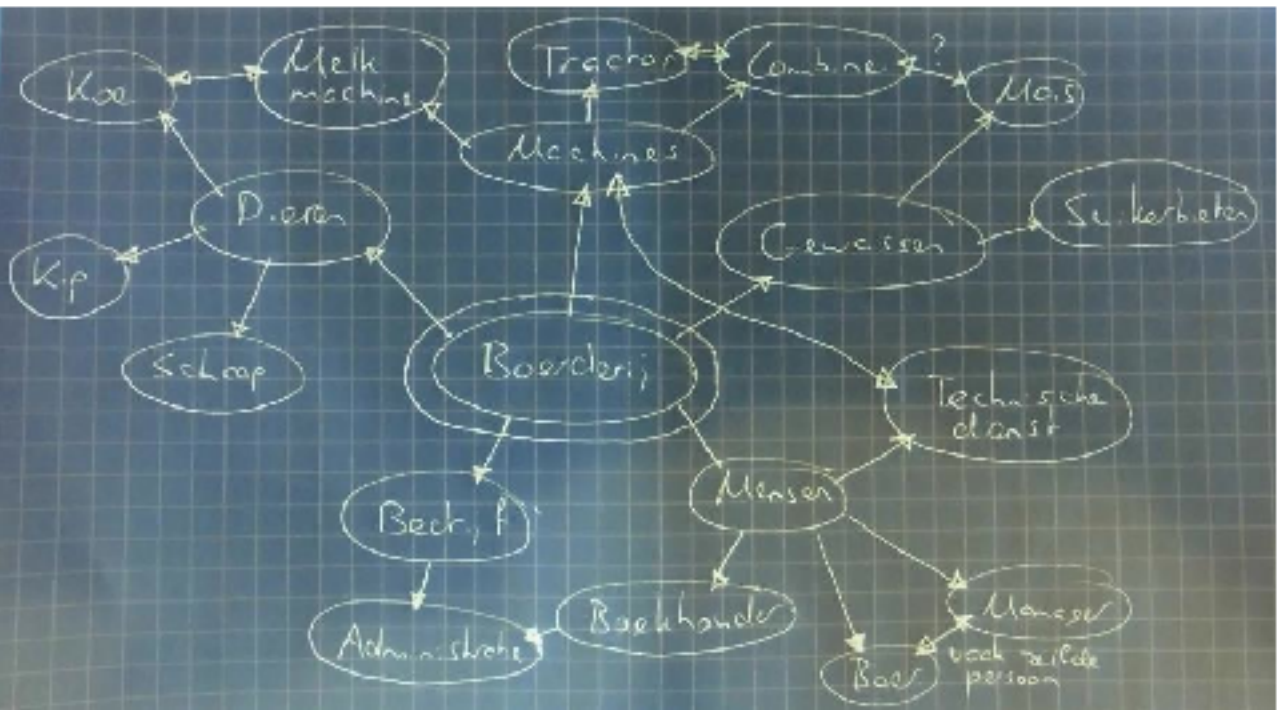 Koe
Melk
machine
Tractor
Combine
?
Mais
Machines
Dieren
Gewassen
Suikerbieten
Kip
Schaap
Boerderij
Technische
dienst
Mensen
Bedrijf
Administratie
Boekhouder
Manager
Boer
vaak zelfde
persoon